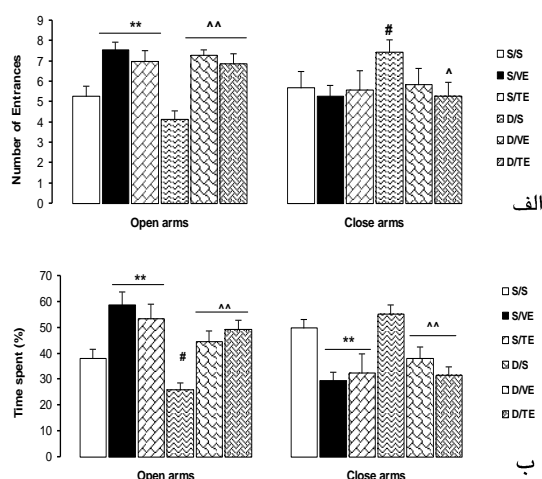 Number of Entrances
9
8
7
6
5
4
3
2
1
0
**
^^
#
^
Open arms
Close arms
S/S
S/VE
S/TE
D/S
D/VE
D/TE
الف
Time spent (%)
70
60
50
40
30
20
10
0
**
#
^^
**
^^
Open arms
Close arms
S/S
S/VE
S/TE
D/S
D/VE
D/TE
ب